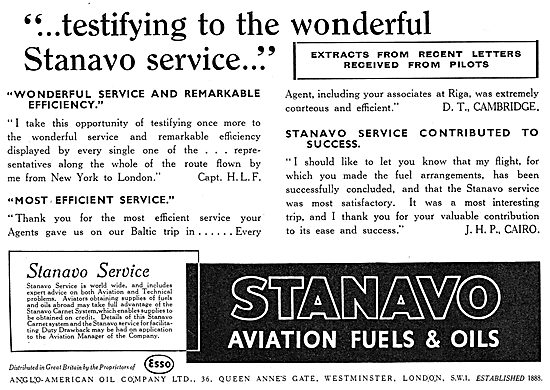 “...testifying to the wonderful
Stanavo service...”
EXTRACTS FROM RECENT LETTERS
RECEIVED FROM PILOTS
“WONDERFUL SERVICE AND REMARKABLE
EFFICIENCY.”
“I take this opportunity of testifying once more to
the wonderful service and remarkable efficiency
displayed by every single one of the . . . repre-
sentatives along the whole of the route flown by
me from New York to London.” Capt. H. L. F.
“MOST EFFICIENT SERVICE.”
“Thank you for the most efficient service your
Agents gave us on our Baltic trip in . . . . . . Every
Agent, including your associates at Riga, was extremely
courteous and efficient.” D. T., CAMBRIDGE.
STANAVO SERVICE CONTRIBUTED TO
SUCCESS.
“I should like to let you know that my flight, for
which you made the fuel arrangements, has been
successfully concluded, and that the Stanavo service
was most satisfactory. It was a most interesting
trip, and I thank you for your valuable contribution
to its ease and success.” J. H. P., CAIRO.
Stanavo Service
Stanavo Service is world wide, and includes
expert advice on both Aviation and Technical
problems. Aviators obtaining supplies of fuels
and oils abroad may take full advantage of the
Stanavo Carnet System, which enables supplies to
be obtained on credit. Details of this Stanavo
Carnet system and the Stanavo service for facilita-
ting Duty Drawback may be had on application
to the Aviation Manager of the Company.
STANAVO
AVIATION FUELS & OILS
Distributed in Great Britain by the Proprietors of Esso
ANGLO-AMERICAN OIL COMPANY LTD., 36, QUEEN ANNE'S GATE, WESTMINSTER, LONDON, S.W.1. ESTABLISHED 1888.